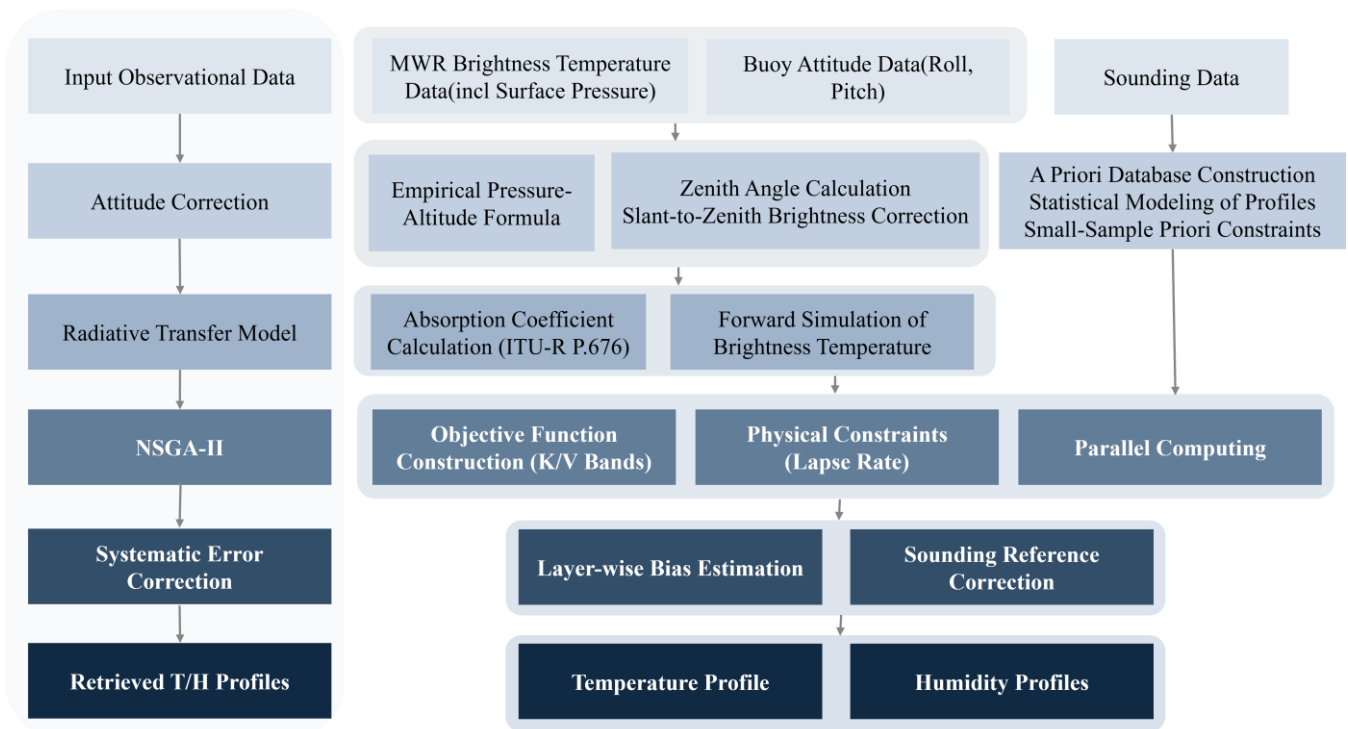 Input Observational Data
MWR Brightness Temperature
Data(incl Surface Pressure)
Buoy Attitude Data(Roll,
Pitch)
Sounding Data
Attitude Correction
Empirical Pressure-
Altitude Formula
Zenith Angle Calculation
Slant-to-Zenith Brightness Correction
A Priori Database Construction
Statistical Modeling of Profiles
Small-Sample Priori Constraints
Radiative Transfer Model
Absorption Coefficient
Calculation (ITU-R P.676)
Forward Simulation of
Brightness Temperature
NSGA-II
Objective Function
Construction (K/V Bands)
Physical Constraints
(Lapse Rate)
Parallel Computing
Systematic Error
Correction
Layer-wise Bias Estimation
Sounding Reference
Correction
Retrieved T/H Profiles
Temperature Profile
Humidity Profiles